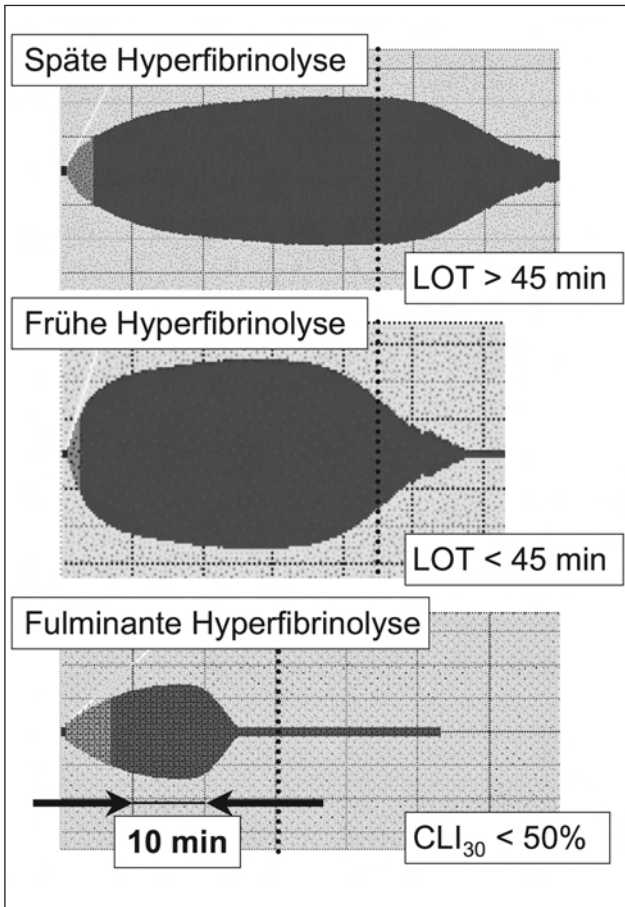 Späte Hyperfibrinolyse
LOT > 45 min
Frühe Hyperfibrinolyse
LOT < 45 min
Fulminante Hyperfibrinolyse
10 min
CLI₃₀ < 50%